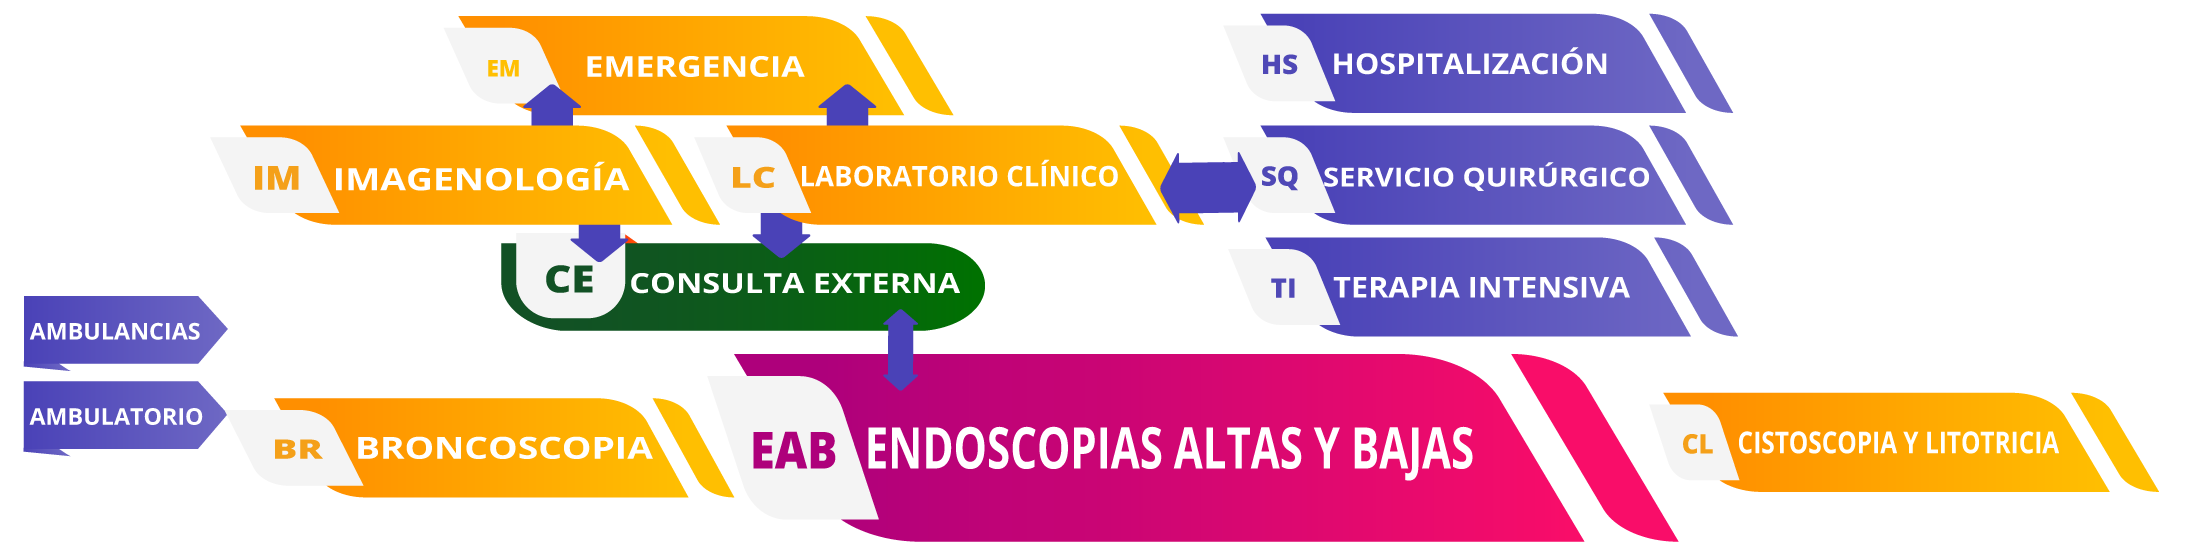 EM EMERGENCIA
HS HOSPITALIZACIÓN
IM IMAGENOLOGÍA
LC LABORATORIO CLÍNICO
SQ SERVICIO QUIRÚRGICO
CE CONSULTA EXTERNA
TI TERAPIA INTENSIVA
AMBULANCIAS
AMBULATORIO
BR BRONCOSCOPIA
EAB ENDOSCOPIAS ALTAS Y BAJAS
CL CISTOSCOPIA Y LITOTRICIA